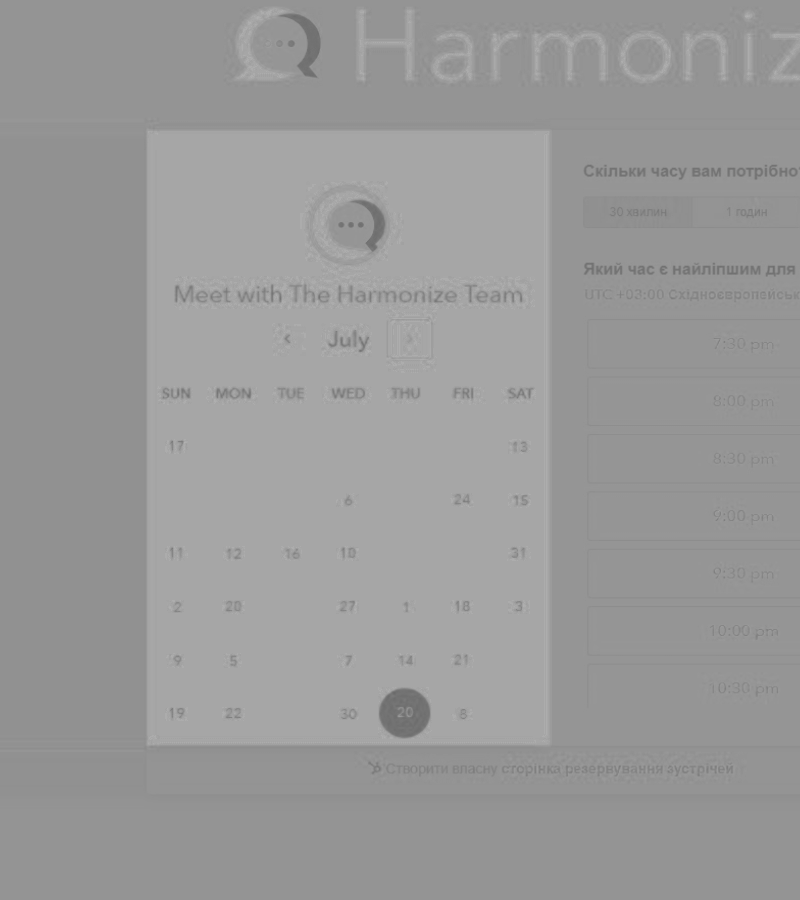 Harmoniz
Meet with The Harmonize Team
July
SUN MON TUE WED THU FRI SAT
17 13
6 24 15
11 12 16 10 31
2 20 27 1 18 3
9 5 7 14 21
19 22 30 20 8
Скільки часу вам потрібно?
30 хвилин 1 годин
Який час є найліпшим для
UTC +03:00 Східноєвропейськ
7:30 pm
8:00 pm
8:30 pm
9:00 pm
9:30 pm
10:00 pm
10:30 pm
Створити власну сторінка резервування зустрічей